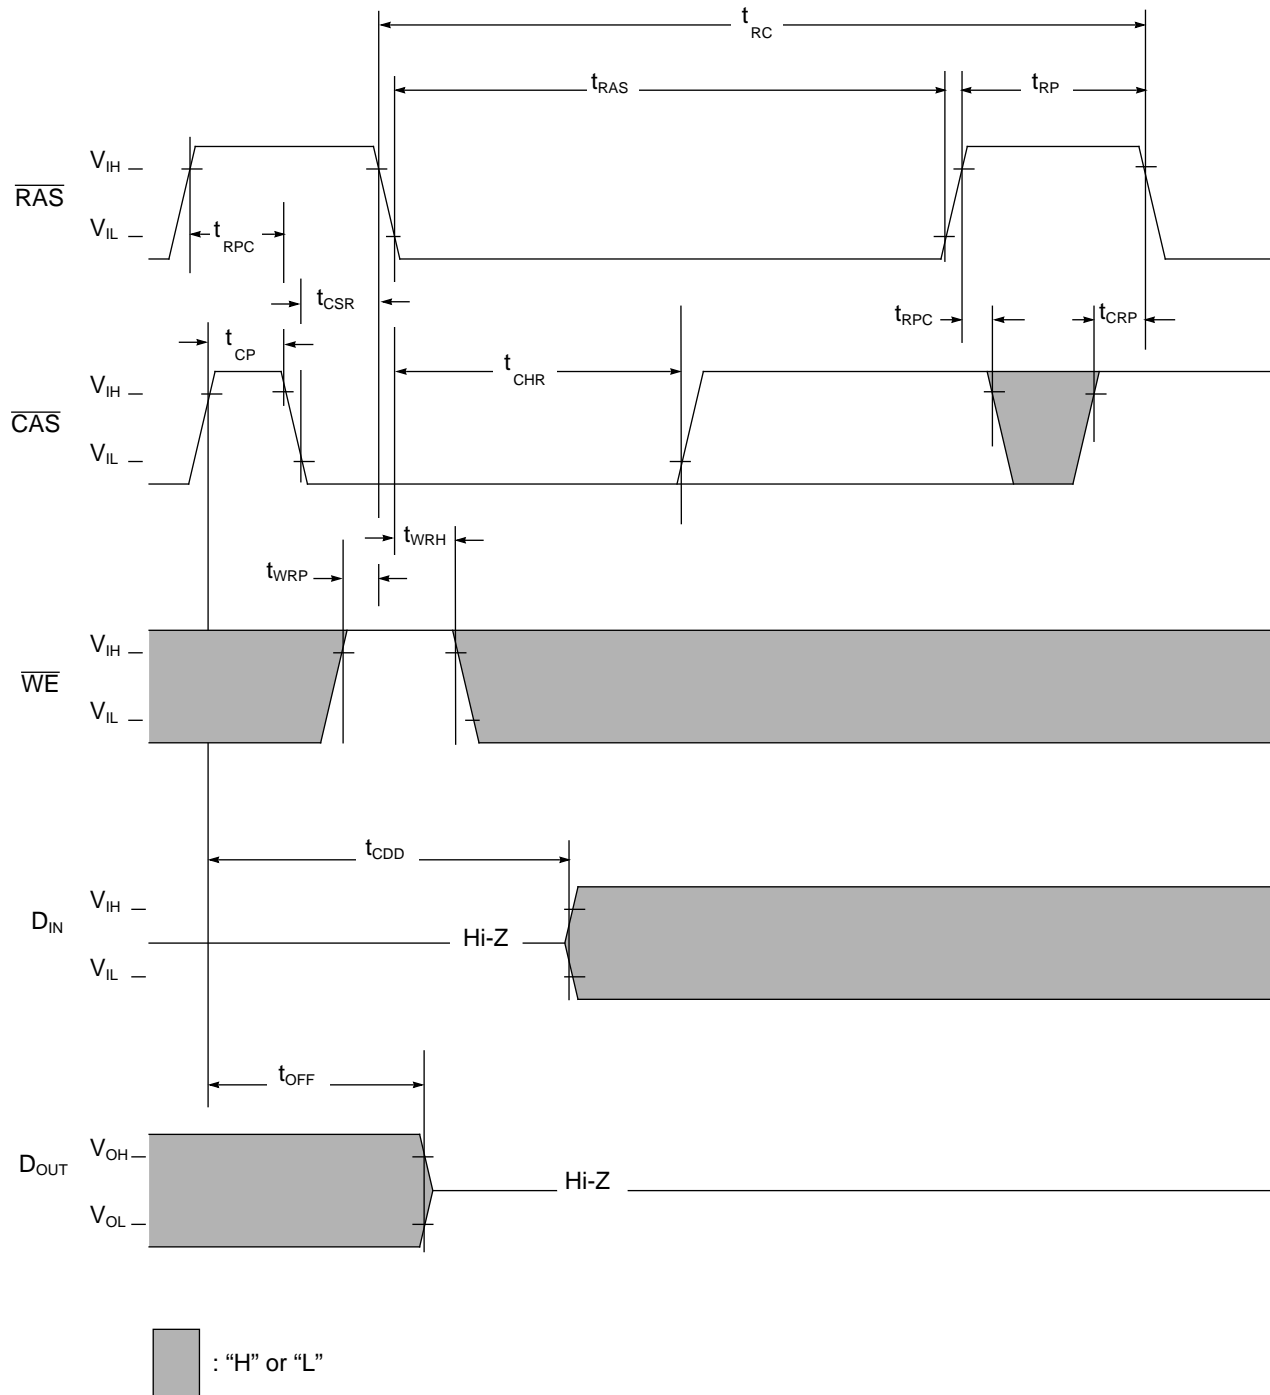 tRC
tRAS
tRP
VIH
RAS
VIL
tRPC
tCSR
tRPC
tCRP
tCP
tCHR
VIH
CAS
VIL
tWRH
tWRP
VIH
WE
VIL
tCDD
VIH
DIN
Hi-Z
VIL
tOFF
VOH
DOUT
Hi-Z
VOL
: “H” or “L”